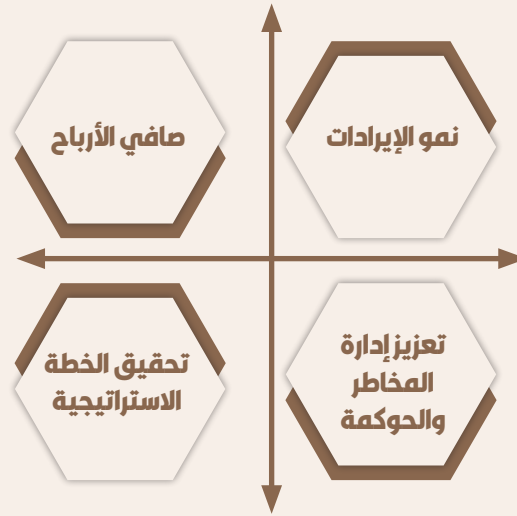 نمو الإيرادات
صافي الأرباح
تعزيز إدارة
المخاطر
والحوكمة
تحقيق الخطة
الاستراتيجية